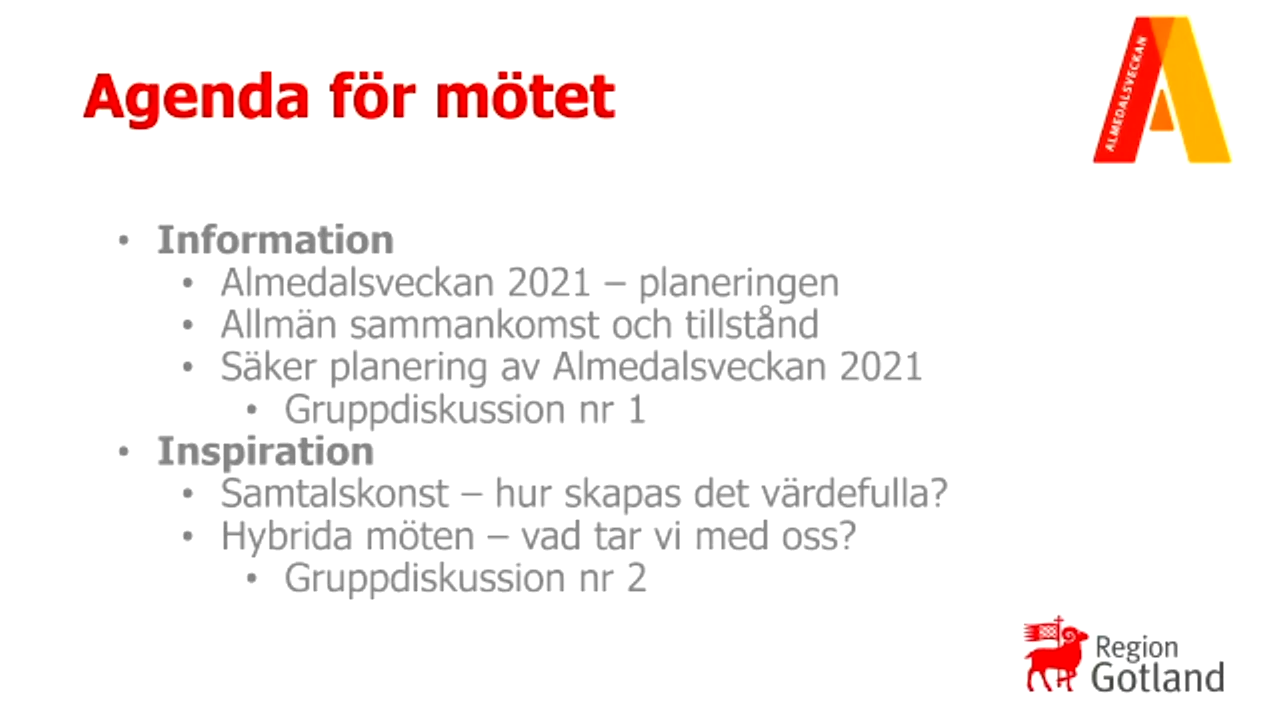 ALMEDALSVECKAN
Agenda för mötet
• Information
• Almedalsveckan 2021 – planeringen
• Allmän sammankomst och tillstånd
• Säker planering av Almedalsveckan 2021
• Gruppdiskussion nr 1
• Inspiration
• Samtalskonst – hur skapas det värdefulla?
• Hybrida möten – vad tar vi med oss?
• Gruppdiskussion nr 2
Region
Gotland